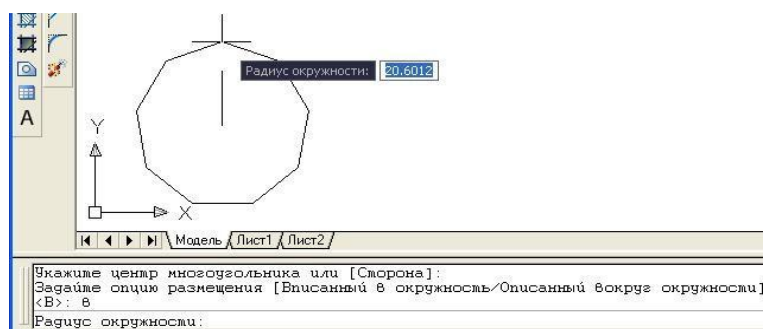 Радиус окружности: 20.6012
A
Y
X
Модель Лист1 Лист2
Укажите центр многоугольника или [Сторона]:
Задайте опцию размещения [Вписанный в окружность/Описанный вокруг окружности]
<В>: в
Радиус окружности: